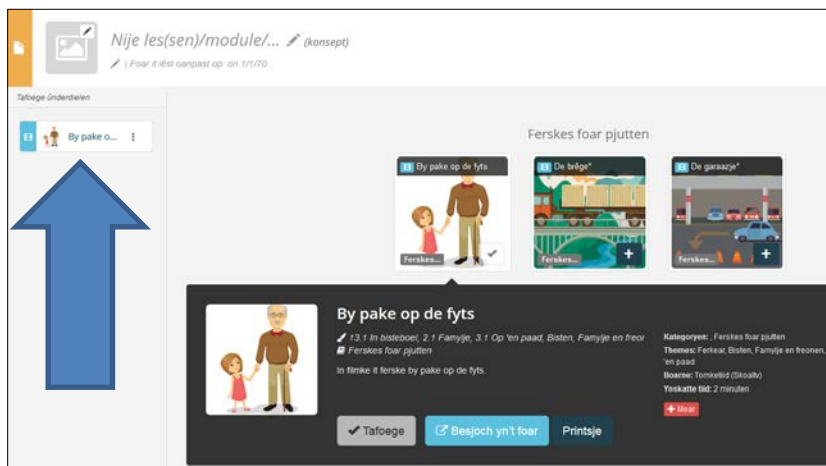 Nije les(sen)/module/... (konsept)
| Foar it lêst oanpast op: on 1/1/70
Tafoege ûnderdielen
By pake o...
Ferskes foar pjutten
By pake op de fyts
De brêge*
De garaazje*
Ferskes...
Ferskes...
Ferskes...
By pake op de fyts
13.1 In bisteboel, 2.1 Famylje, 3.1 Op 'en paad, Bisten, Famylje en freor
Ferskes foar pjutten
In filmke it ferske by pake op de fyts.
Kategoryen: , Ferskes foar pjutten
Themes: Ferkear, Bisten, Famylje en freonen,
'en paad
Boarne: Tomketiid (Skoaltv)
Ynskatte tiid: 2 minuten
+ Mear
Tafoege
Besjoch yn't foar
Printsje